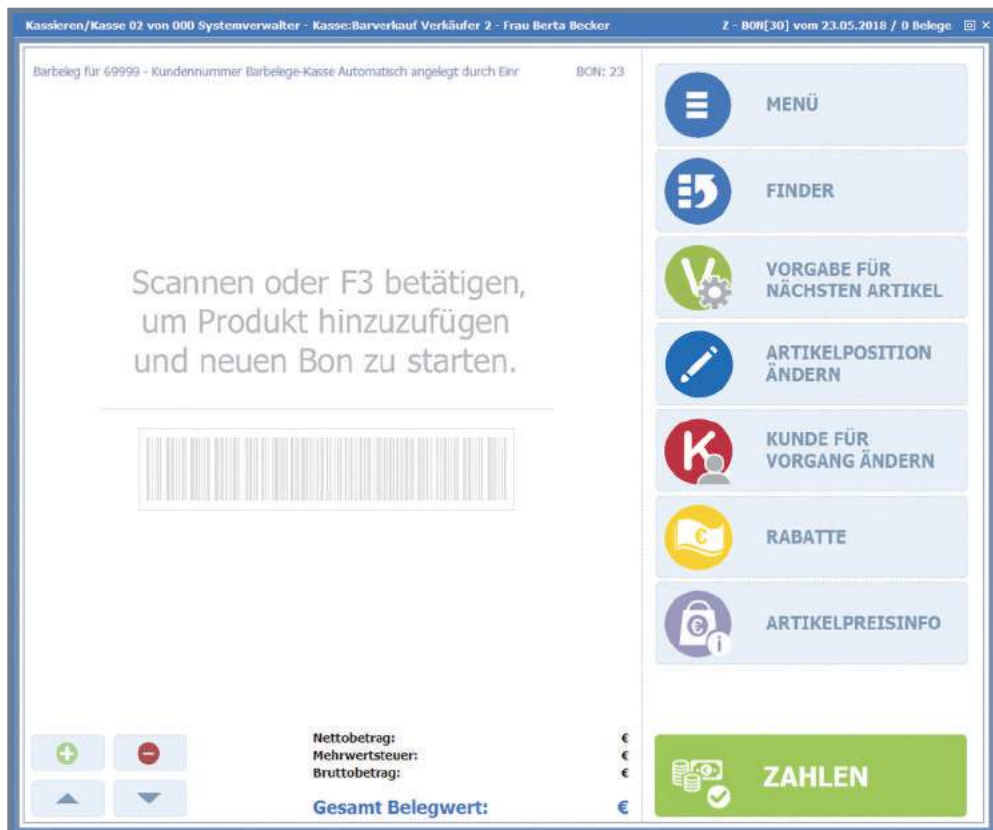 Kassieren/Kasse 02 von 000 Systemverwalter - Kasse:Barverkauf Verkäufer 2 - Frau Berta Becker
Z - BON[30] vom 23.05.2018 / 0 Belege
Barbeleg für 69999 - Kundennummer Barbelege-Kasse Automatisch angelegt durch Einr
BON: 23
Scannen oder F3 betätigen,
um Produkt hinzuzufügen
und neuen Bon zu starten.
MENÜ
FINDER
VORGABE FÜR
NÄCHSTEN ARTIKEL
ARTIKELPOSITION
ÄNDERN
KUNDE FÜR
VORGANG ÄNDERN
RABATTE
ARTIKELPREISINFO
Nettobetrag: €
Mehrwertsteuer: €
Bruttobetrag: €
Gesamt Belegwert: €
ZAHLEN